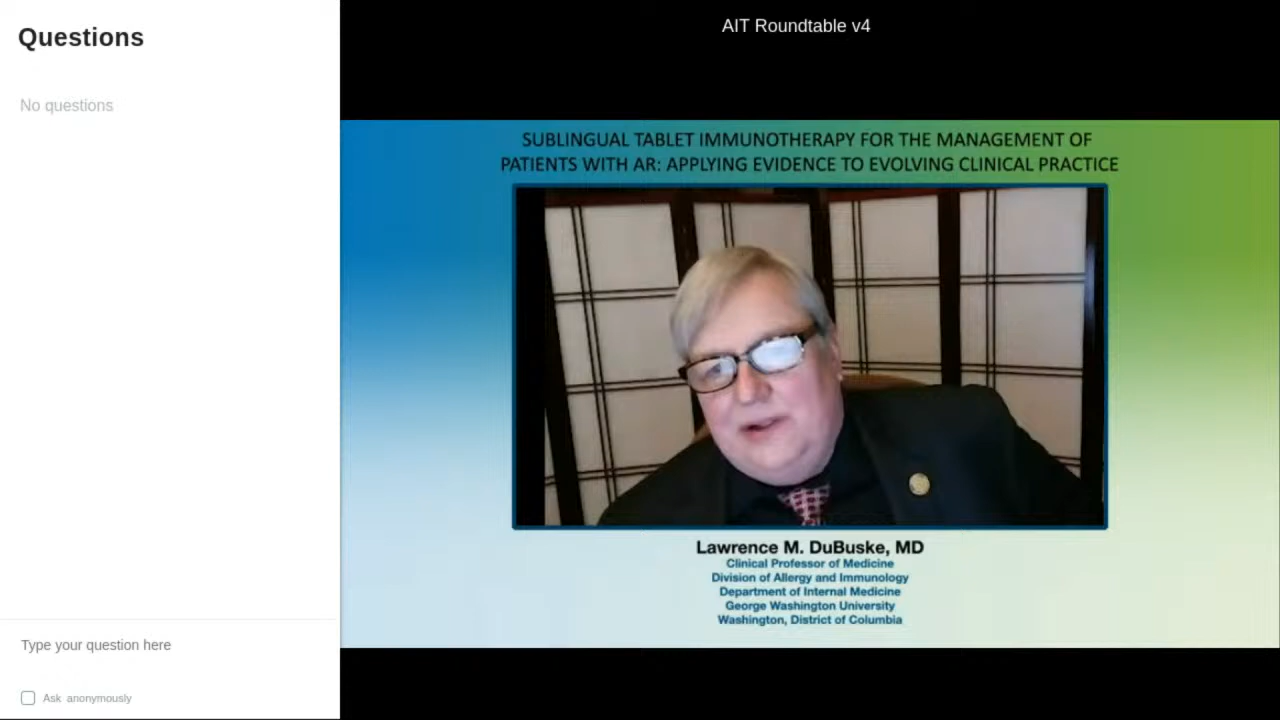 Questions
No questions
Type your question here
Ask anonymously
AIT Roundtable v4
SUBLINGUAL TABLET IMMUNOTHERAPY FOR THE MANAGEMENT OF
PATIENTS WITH AR: APPLYING EVIDENCE TO EVOLVING CLINICAL PRACTICE
Lawrence M. DuBuske, MD
Clinical Professor of Medicine
Division of Allergy and Immunology
Department of Internal Medicine
George Washington University
Washington, District of Columbia